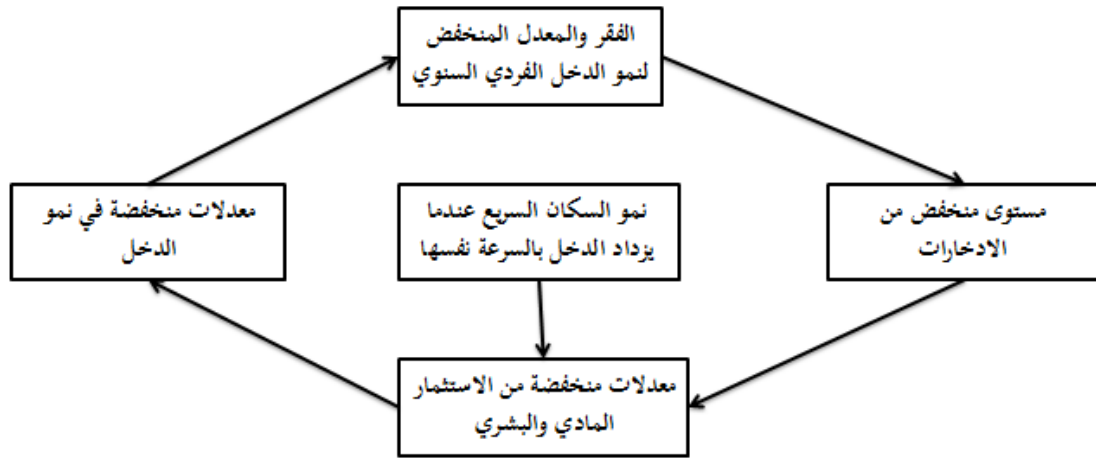 الفقر والمعدل المنخفض
لنمو الدخل الفردي السنوي
مستوى منخفض من
الادخارات
نمو السكان السريع عندما
يزداد الدخل بالسرعة نفسها
معدلات منخفضة في نمو
الدخل
معدلات منخفضة من الاستثمار
المادي والبشري